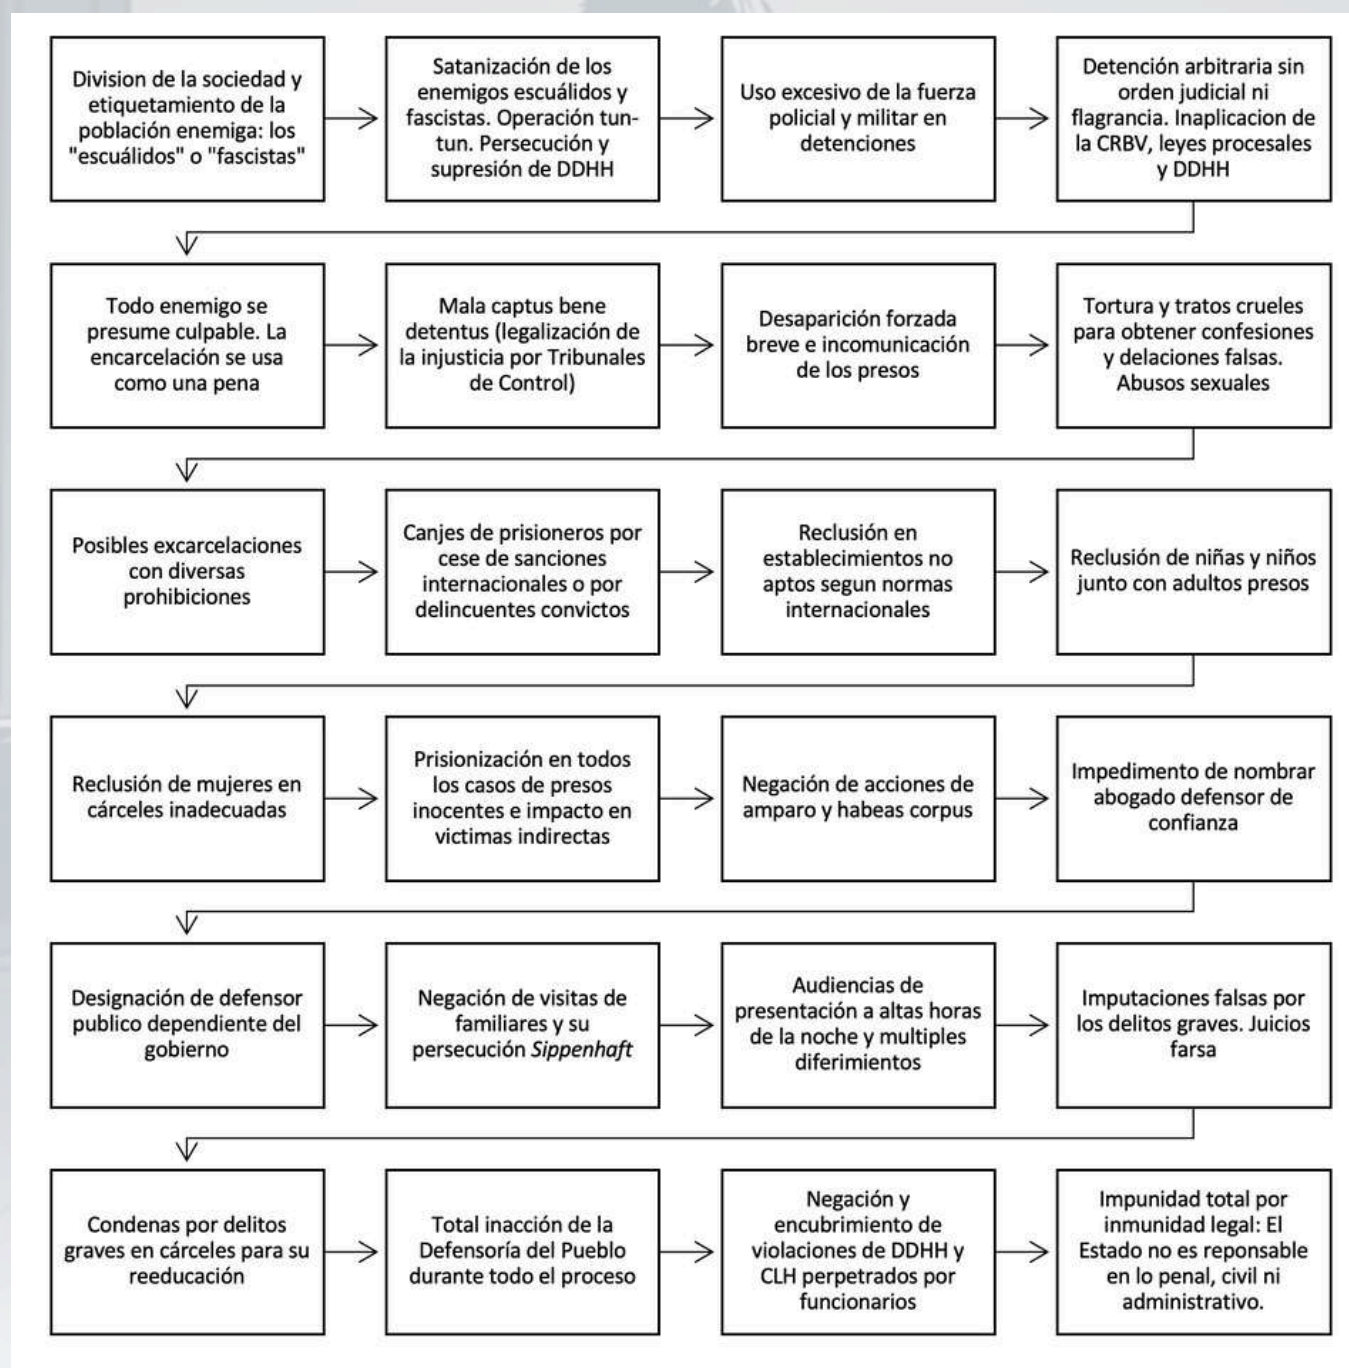 Division de la sociedad y
etiquetamiento de la
población enemiga: los
"escuálidos" o "fascistas"
Satanización de los
enemigos escuálidos y
fascistas. Operación tun-
tun. Persecución y
supresión de DDHH
Uso excesivo de la fuerza
policial y militar en
detenciones
Detención arbitraria sin
orden judicial ni
flagrancia. Inaplicacion de
la CRBV, leyes procesales
y DDHH
Todo enemigo se
presume culpable. La
encarcelación se usa
como una pena
Mala captus bene
detentus (legalización de
la injusticia por Tribunales
de Control)
Desaparición forzada
breve e incomunicación
de los presos
Tortura y tratos crueles
para obtener confesiones
y delaciones falsas.
Abusos sexuales
Posibles excarcelaciones
con diversas
prohibiciones
Canjes de prisioneros por
cese de sanciones
internacionales o por
delincuentes convictos
Reclusión en
establecimientos no
aptos segun normas
internacionales
Reclusión de niñas y niños
junto con adultos presos
Reclusión de mujeres en
cárceles inadecuadas
Prisionización en todos
los casos de presos
inocentes e impacto en
victimas indirectas
Negación de acciones de
amparo y habeas corpus
Impedimento de nombrar
abogado defensor de
confianza
Designación de defensor
publico dependiente del
gobierno
Negación de visitas de
familiares y su
persecución Sippenhaft
Audiencias de
presentación a altas horas
de la noche y multiples
diferimientos
Imputaciones falsas por
los delitos graves. Juicios
farsa
Condenas por delitos
graves en cárceles para su
reeducación
Total inacción de la
Defensoría del Pueblo
durante todo el proceso
Negación y
encubrimiento de
violaciones de DDHH y
CLH perpetrados por
funcionarios
Impunidad total por
inmunidad legal: El
Estado no es reponsable
en lo penal, civil ni
administrativo.